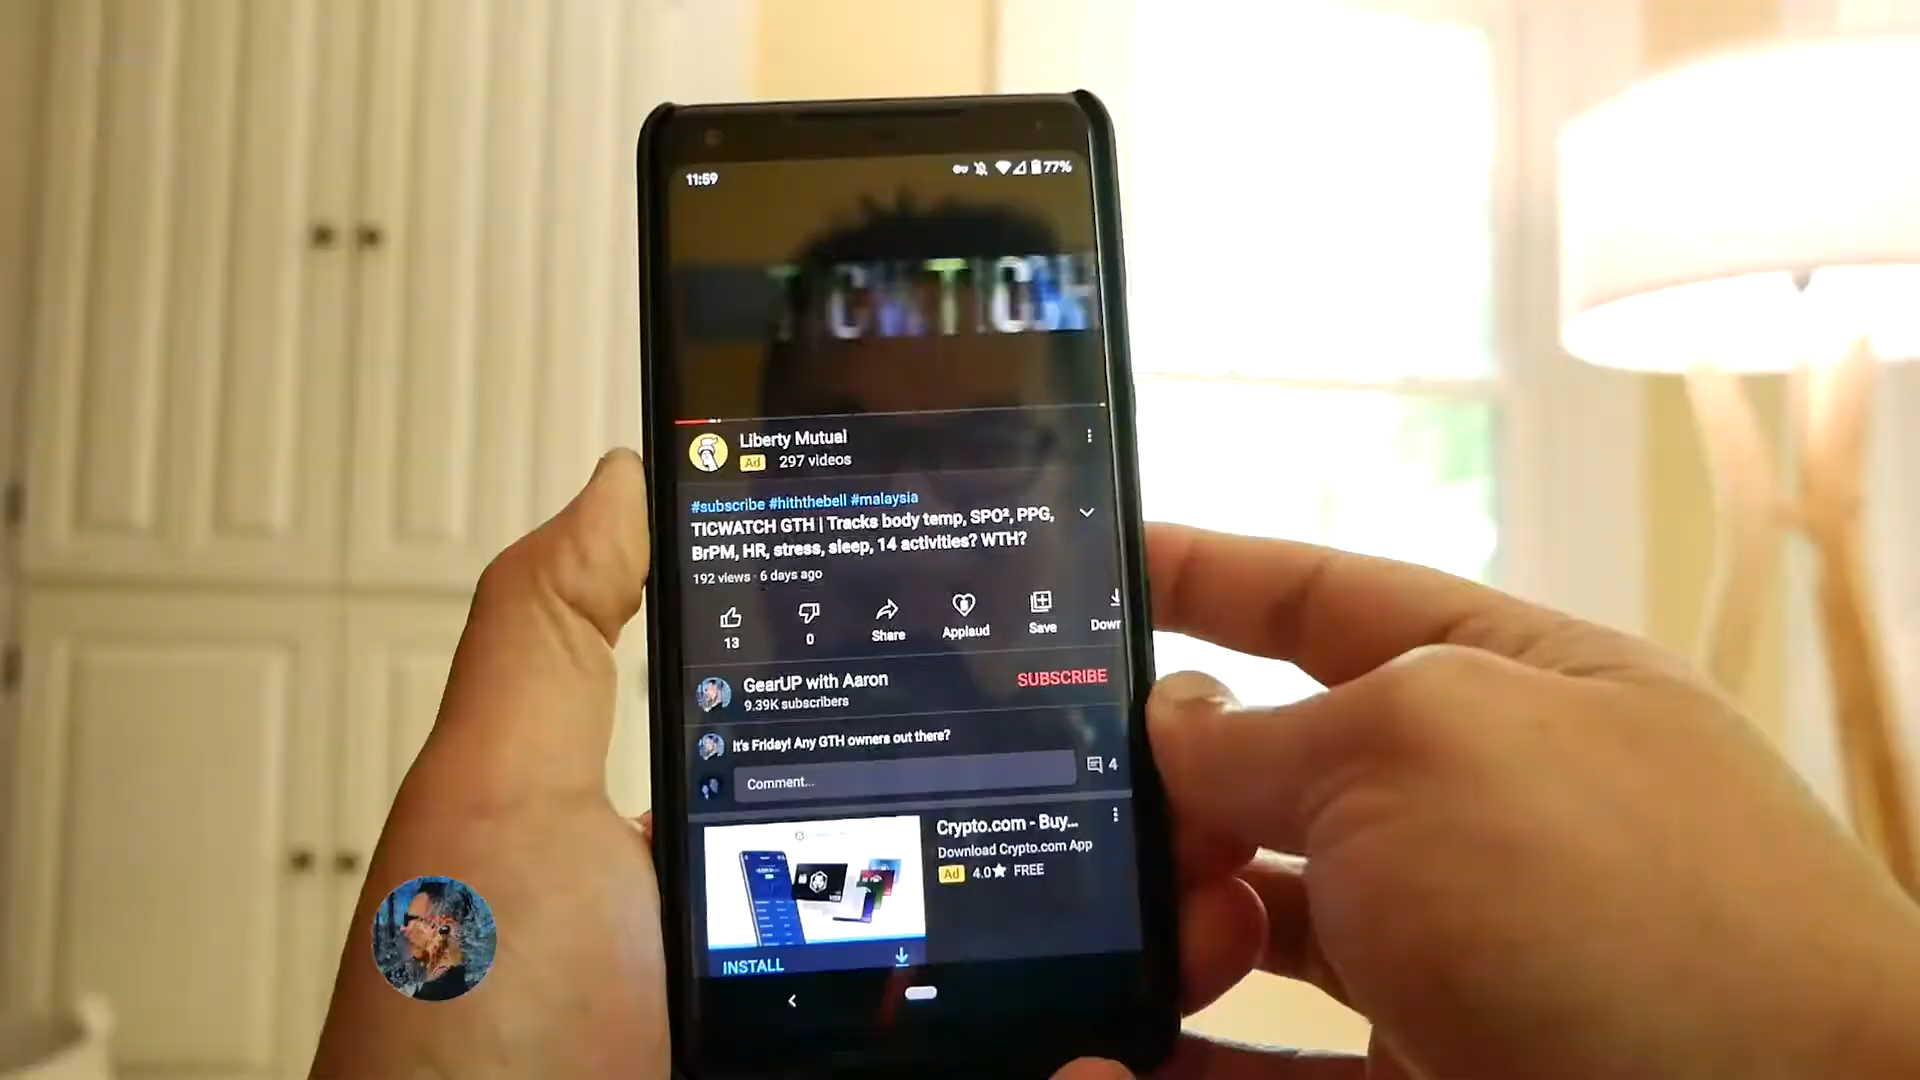 11:59
77%
Liberty Mutual
Ad 297 videos
#subscribe #hiththebell #malaysia
TICWATCH GTH | Tracks body temp, SPO², PPG,
BrPM, HR, stress, sleep, 14 activities? WTH?
192 views · 6 days ago
13
0
Share
Applaud
Save
Down
GearUP with Aaron
9.39K subscribers
SUBSCRIBE
It's Friday! Any GTH owners out there?
Comment...
4
Crypto.com - Buy...
Download Crypto.com App
Ad 4.0★ FREE
INSTALL